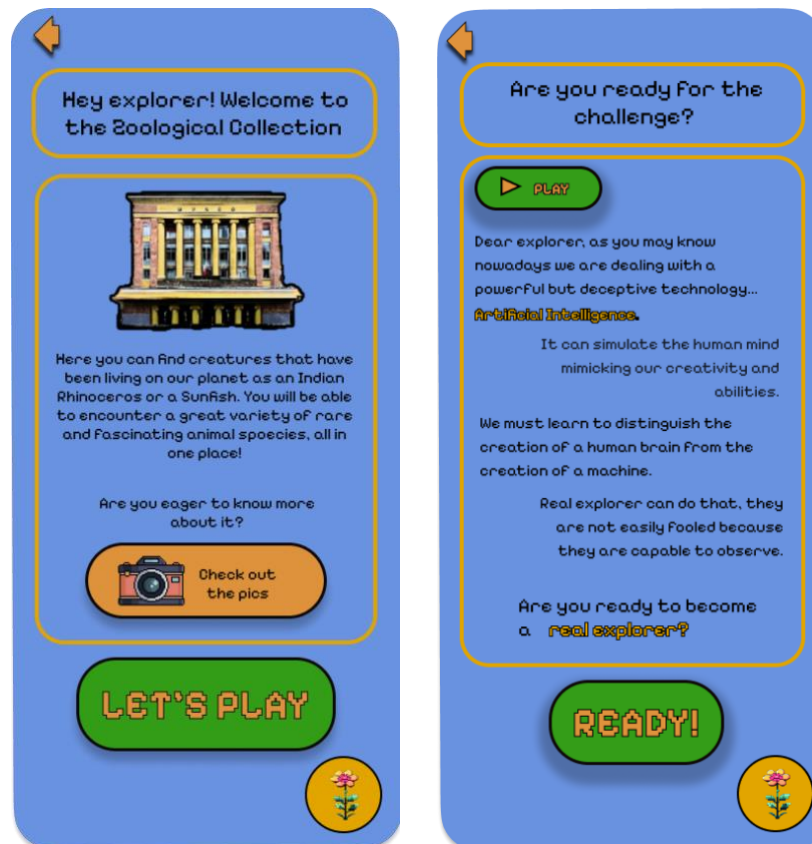 Hey explorer! Welcome to
the Zoological Collection
Here you can find creatures that have
been living on our planet as an Indian
Rhinoceros or a Sunfish. You will be able
to encounter a great variety of rare
and fascinating animal spoecies, all in
one place!
Are you eager to know more
about it?
Check out
the pics
LET'S PLAY
Are you ready for the
challenge?
PLAY
Dear explorer, as you may know
nowadays we are dealing with a
powerful but deceptive technology...
Artificial Intelligence.
It can simulate the human mind
mimicking our creativity and
abilities.
We must learn to distinguish the
creation of a human brain from the
creation of a machine.
Real explorer can do that, they
are not easily fooled because
they are capable to observe.
Are you ready to become
a real explorer?
READY!